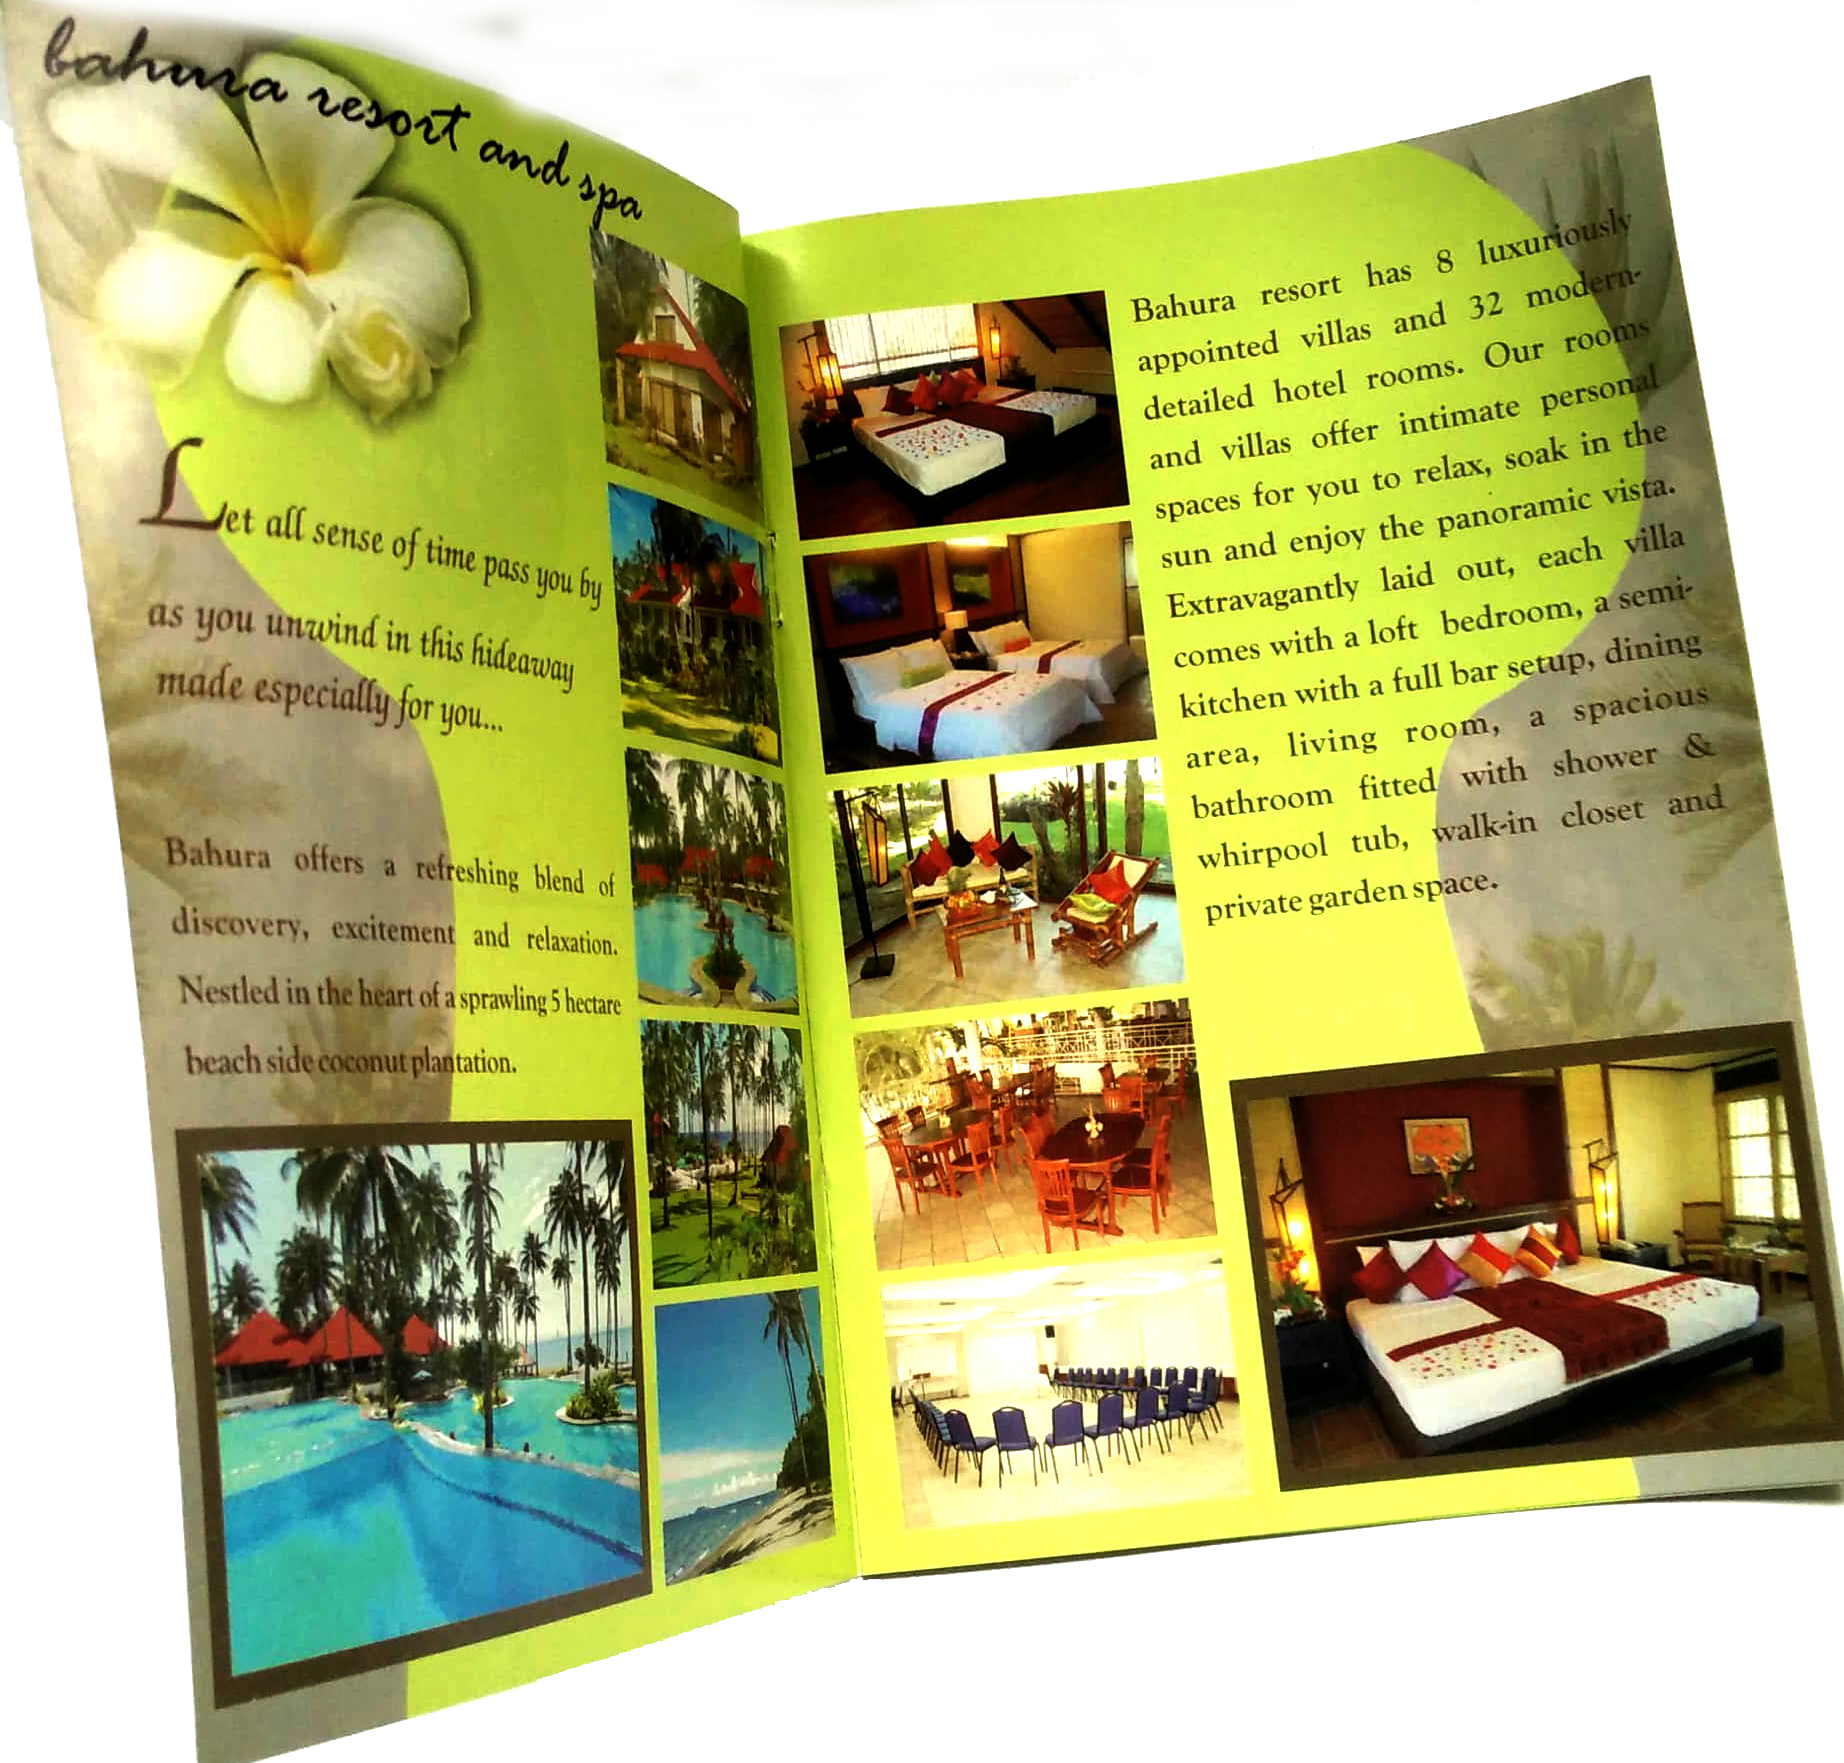 bahura resort and spa
Let all sense of time pass you by
as you unwind in this hideaway
made especially for you...
Bahura offers a refreshing blend of
discovery, excitement and relaxation.
Nestled in the heart of a sprawling 5 hectare
beach side coconut plantation.
Bahura resort has 8 luxuriously
appointed villas and 32 modern-
detailed hotel rooms. Our rooms
and villas offer intimate personal
spaces for you to relax, soak in the
sun and enjoy the panoramic vista.
Extravagantly laid out, each villa
comes with a loft bedroom, a semi-
kitchen with a full bar setup, dining
area, living room, a spacious
bathroom fitted with shower &
whirpool tub, walk-in closet and
private garden space.